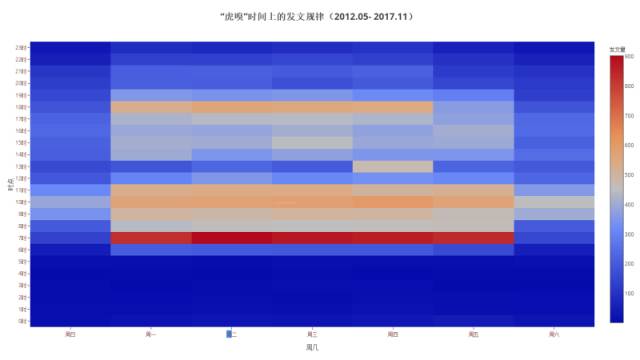 “虎嗅”时间上的发文规律（2012.05- 2017.11）
发文量
23时
22时
21时
20时
19时
18时
17时
16时
15时
14时
13时
12时
11时
10时
9时
8时
7时
6时
5时
4时
3时
2时
1时
0时
时点
900
800
700
600
500
400
300
200
100
周日 周一 周二 周三 周四 周五 周六
周几